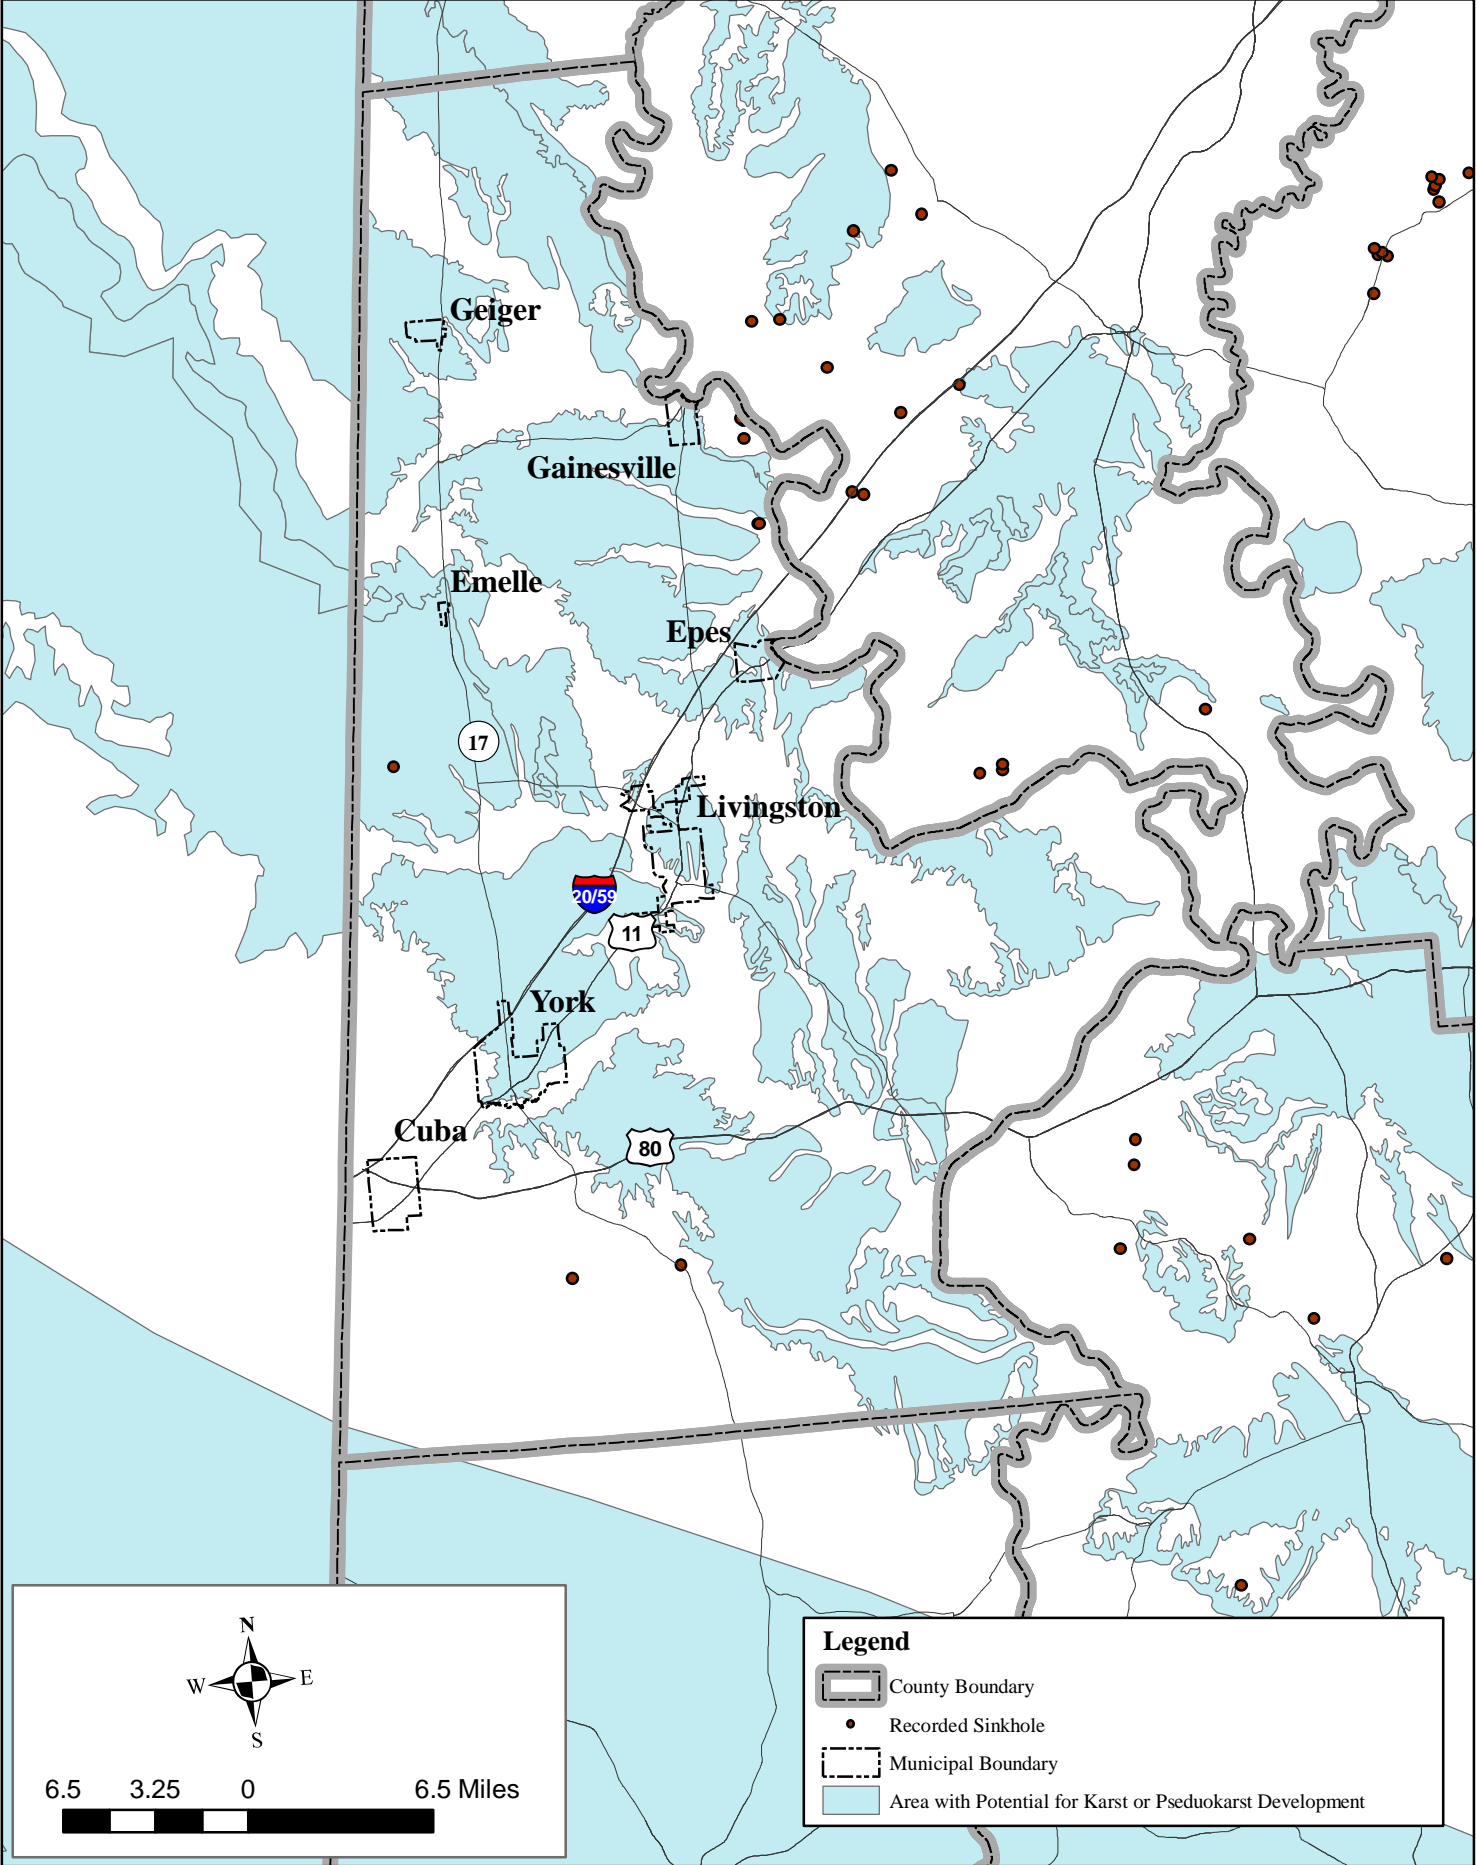 Geiger
Gainesville
Emelle
Epes
17
Livingston
20/59
11
York
Cuba
80
N
W E
S
6.5 3.25 0 6.5 Miles
Legend
County Boundary
Recorded Sinkhole
Municipal Boundary
Area with Potential for Karst or Pseduokarst Development